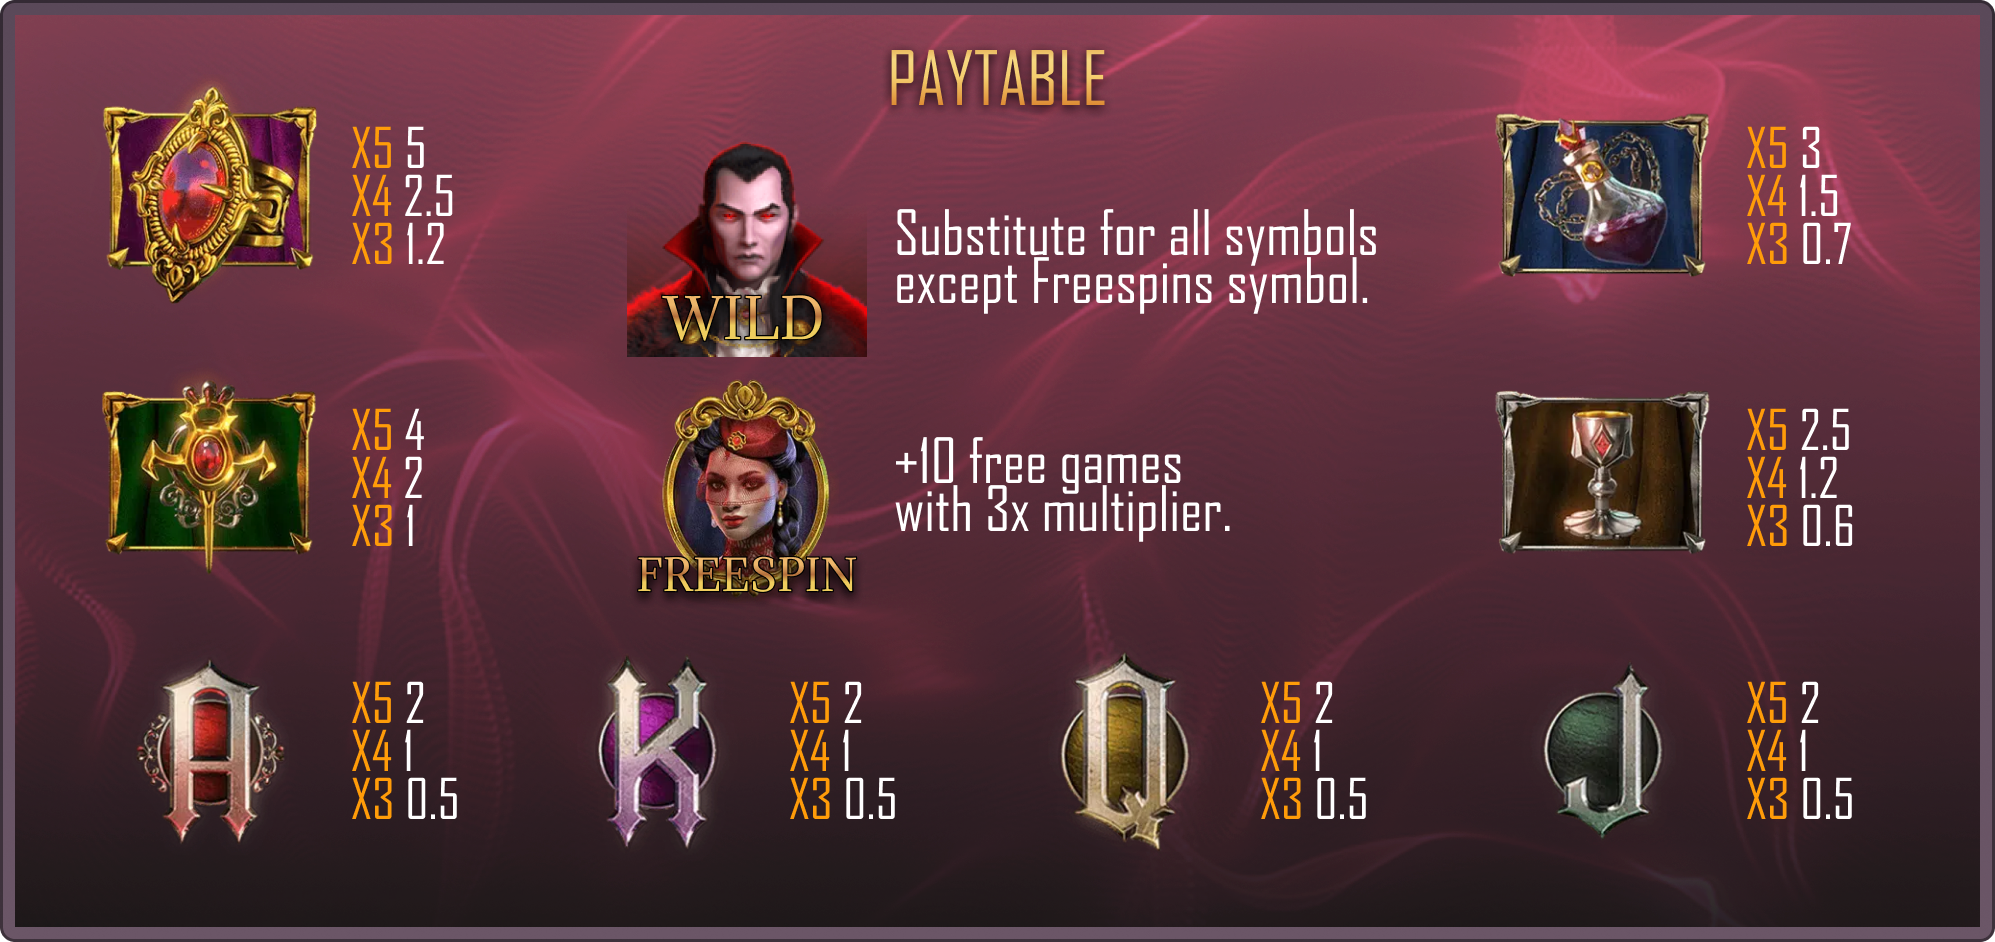 PAYTABLE
X5 5
X4 2.5
X3 1.2
WILD
Substitute for all symbols
except Freespins symbol.
X5 3
X4 1.5
X3 0.7
X5 4
X4 2
X3 1
FREESPIN
+10 free games
with 3x multiplier.
X5 2.5
X4 1.2
X3 0.6
A
X5 2
X4 1
X3 0.5
K
X5 2
X4 1
X3 0.5
Q
X5 2
X4 1
X3 0.5
J
X5 2
X4 1
X3 0.5